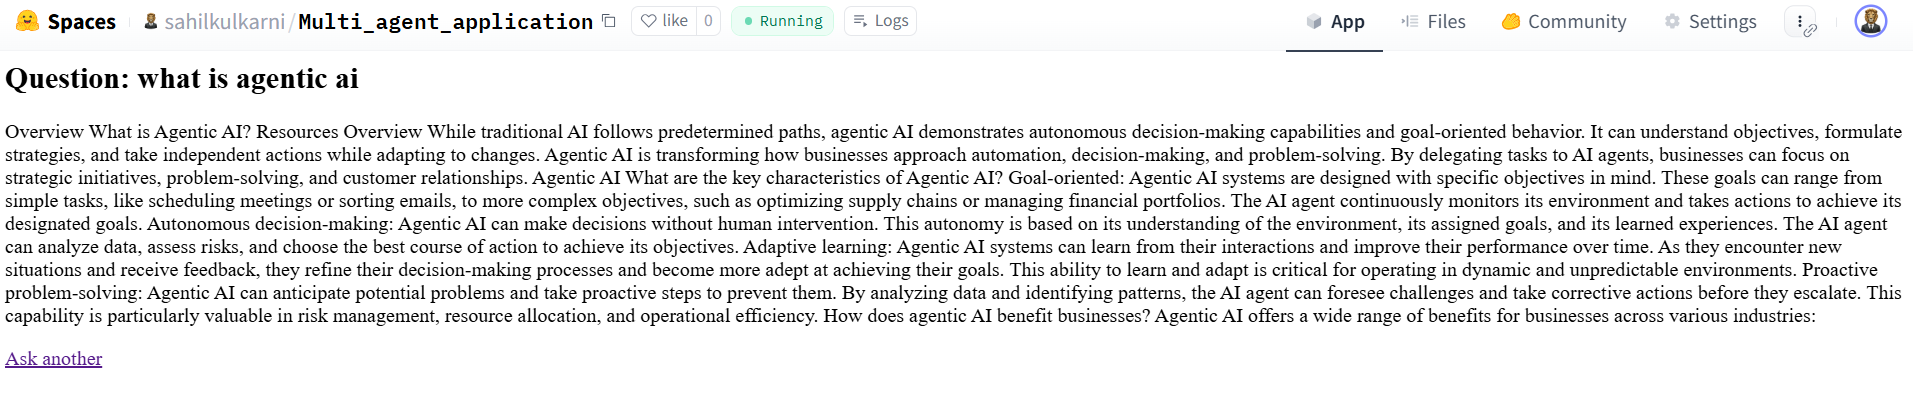 Spaces sahilkulkarni/Multi_agent_application like 0 Running Logs App Files Community Settings
Question: what is agentic ai
Overview What is Agentic AI? Resources Overview While traditional AI follows predetermined paths, agentic AI demonstrates autonomous decision-making capabilities and goal-oriented behavior. It can understand objectives, formulate
strategies, and take independent actions while adapting to changes. Agentic AI is transforming how businesses approach automation, decision-making, and problem-solving. By delegating tasks to AI agents, businesses can focus on
strategic initiatives, problem-solving, and customer relationships. Agentic AI What are the key characteristics of Agentic AI? Goal-oriented: Agentic AI systems are designed with specific objectives in mind. These goals can range from
simple tasks, like scheduling meetings or sorting emails, to more complex objectives, such as optimizing supply chains or managing financial portfolios. The AI agent continuously monitors its environment and takes actions to achieve its
designated goals. Autonomous decision-making: Agentic AI can make decisions without human intervention. This autonomy is based on its understanding of the environment, its assigned goals, and its learned experiences. The AI agent
can analyze data, assess risks, and choose the best course of action to achieve its objectives. Adaptive learning: Agentic AI systems can learn from their interactions and improve their performance over time. As they encounter new
situations and receive feedback, they refine their decision-making processes and become more adept at achieving their goals. This ability to learn and adapt is critical for operating in dynamic and unpredictable environments. Proactive
problem-solving: Agentic AI can anticipate potential problems and take proactive steps to prevent them. By analyzing data and identifying patterns, the AI agent can foresee challenges and take corrective actions before they escalate. This
capability is particularly valuable in risk management, resource allocation, and operational efficiency. How does agentic AI benefit businesses? Agentic AI offers a wide range of benefits for businesses across various industries:
Ask another